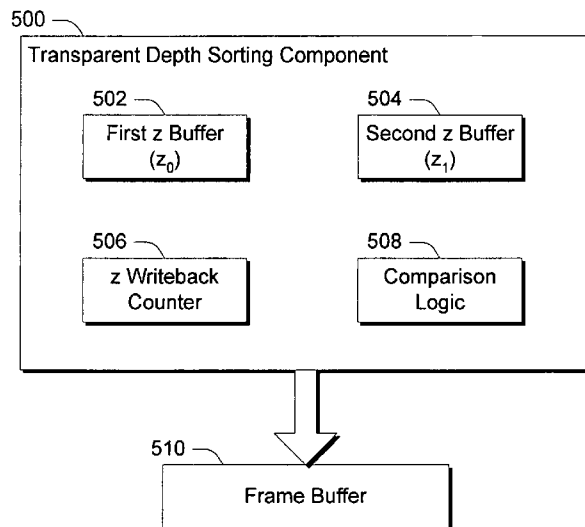 500
Transparent Depth Sorting Component
502
First z Buffer
(z₀)
504
Second z Buffer
(z₁)
506
z Writeback
Counter
508
Comparison
Logic
510
Frame Buffer